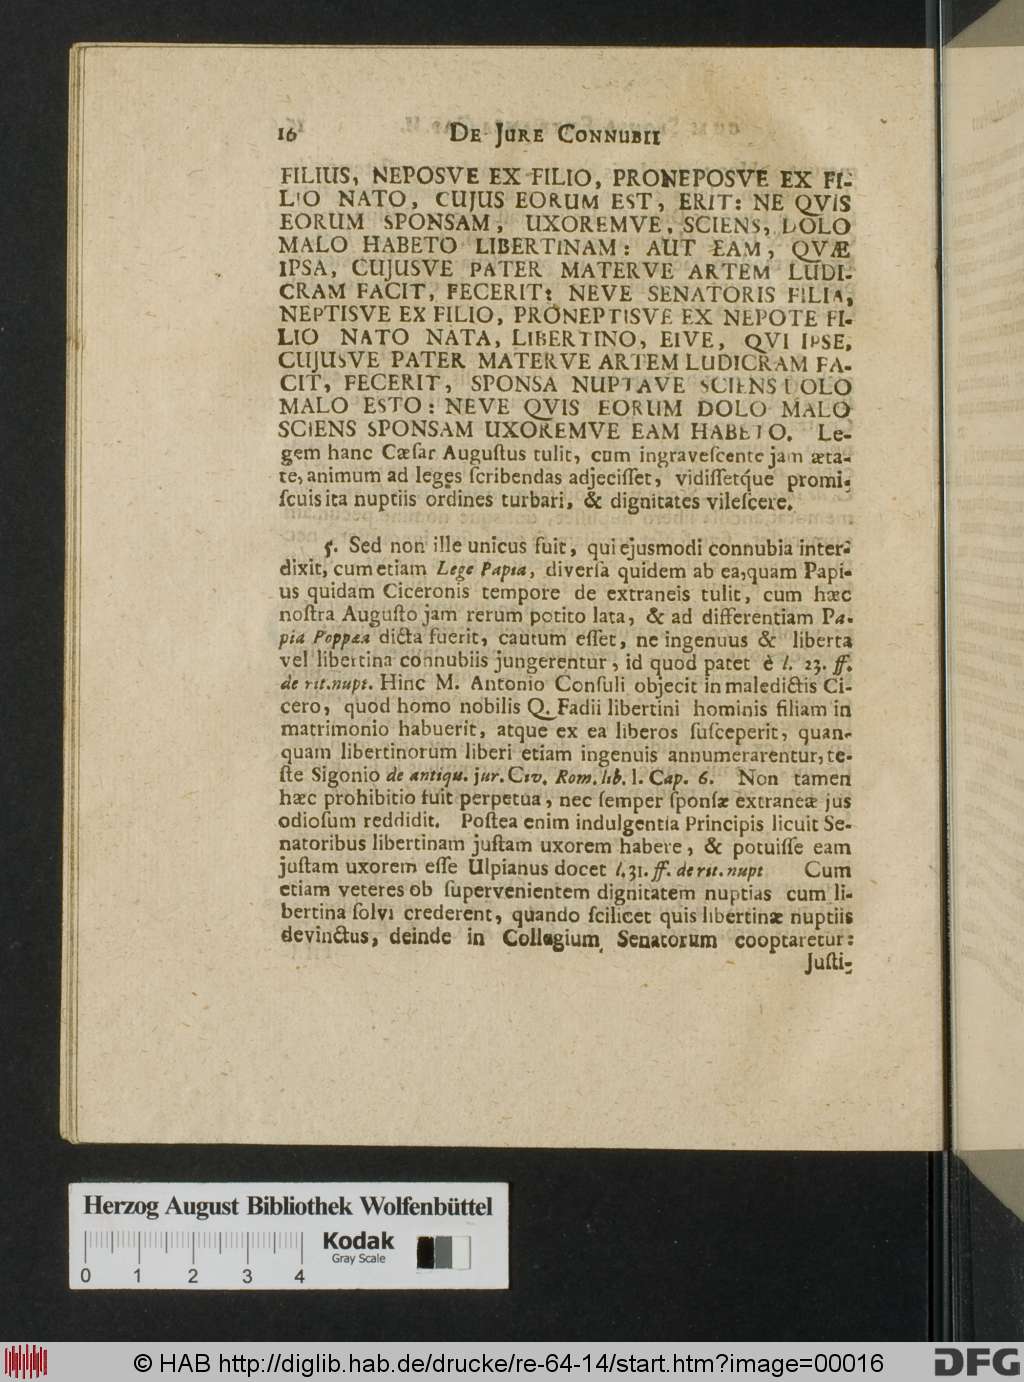 16 DE JURE CONNUBII
FILIUS, NEPOSVE EX FILIO, PRONEPOSVE EX FI-
LIO NATO, CUJUS EORUM EST, ERIT: NE QVIS
EORUM SPONSAM, UXOREMVE, SCIENS, DOLO
MALO HABETO LIBERTINAM: AUT EAM, QVÆ
IPSA, CUJUSVE PATER MATERVE ARTEM LUDI-
CRAM FACIT, FECERIT: NEVE SENATORIS FILIA,
NEPTISVE EX FILIO, PRONEPTISVE EX NEPOTE FI-
LIO NATO NATA, LIBERTINO, EIVE, QVI IPSE,
CUJUSVE PATER MATERVE ARTEM LUDICRAM FA-
CIT, FECERIT, SPONSA NUPTAVE SCIENS DOLO
MALO ESTO: NEVE QVIS EORUM DOLO MALO
SCIENS SPONSAM UXOREMVE EAM HABETO. Le-
gem hanc Cæſar Auguſtus tulit, cum ingraveſcente jam æta-
te, animum ad leges ſcribendas adjeciſſet, vidiſſetq́ue promi-
ſcuis ita nuptiis ordines turbari, & dignitates vileſcere.
5. Sed non ille unicus fuit, qui ejusmodi connubia inter-
dixit, cum etiam Lege Papia, diverſa quidem ab ea, quam Papi-
us quidam Ciceronis tempore de extraneis tulit, cum hæc
noſtra Auguſto jam rerum potito lata, & ad differentiam Pa-
pia Poppæa dicta fuerit, cautum eſſet, ne ingenuus & liberta
vel libertina connubiis jungerentur, id quod patet è l. 23. ff.
de rit. nupt. Hinc M. Antonio Conſuli objecit in maledictis Ci-
cero, quod homo nobilis Q. Fadii libertini hominis filiam in
matrimonio habuerit, atque ex ea liberos ſuſceperit, quan-
quam libertinorum liberi etiam ingenuis annumerarentur, te-
ſte Sigonio de antiqu. jur. Civ. Rom. lib. 1. Cap. 6. Non tamen
hæc prohibitio fuit perpetua, nec ſemper ſponſæ extraneæ jus
odioſum reddidit. Poſtea enim indulgentia Principis licuit Se-
natoribus libertinam juſtam uxorem habere, & potuiſſe eam
juſtam uxorem eſſe Ulpianus docet l. 31. ff. de rit. nupt Cum
etiam veteres ob ſupervenientem dignitatem nuptias cum li-
bertina ſolvi crederent, quando ſcilicet quis libertinæ nuptiis
devinctus, deinde in Collegium Senatorum cooptaretur:
Juſti-
Herzog August Bibliothek Wolfenbüttel
Kodak
Gray Scale
0 1 2 3 4
© HAB http://diglib.hab.de/drucke/re-64-14/start.htm?image=00016
DFG